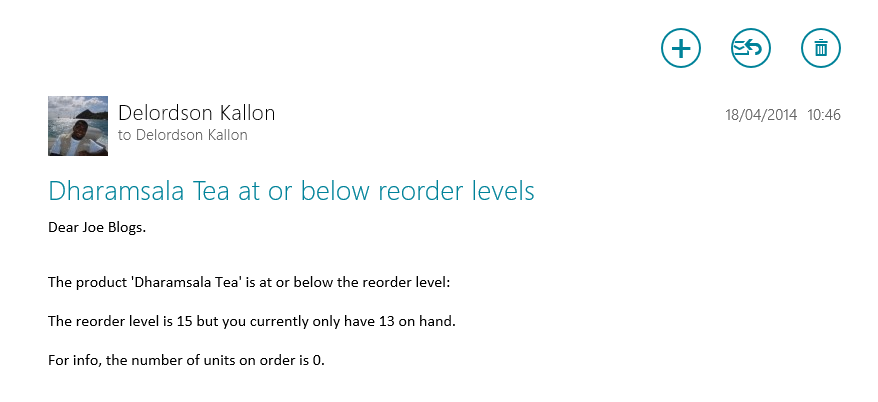 Delordson Kallon
18/04/2014 10:46
to Delordson Kallon
Dharamsala Tea at or below reorder levels
Dear Joe Blogs.
The product 'Dharamsala Tea' is at or below the reorder level:
The reorder level is 15 but you currently only have 13 on hand.
For info, the number of units on order is 0.